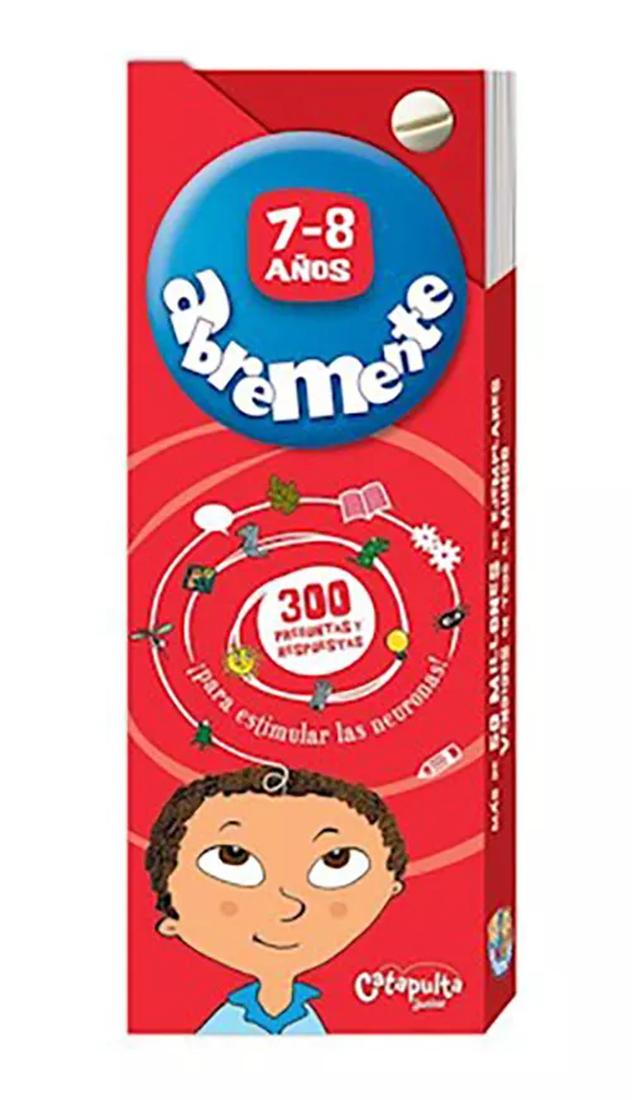 7-8
AÑOS
abremente
300
PREGUNTAS Y
RESPUESTAS
¡para estimular las neuronas!
Catapulta
junior
MÁS DE 50 MILLONES DE EJEMPLARES
VENDIDOS EN TODO EL MUNDO